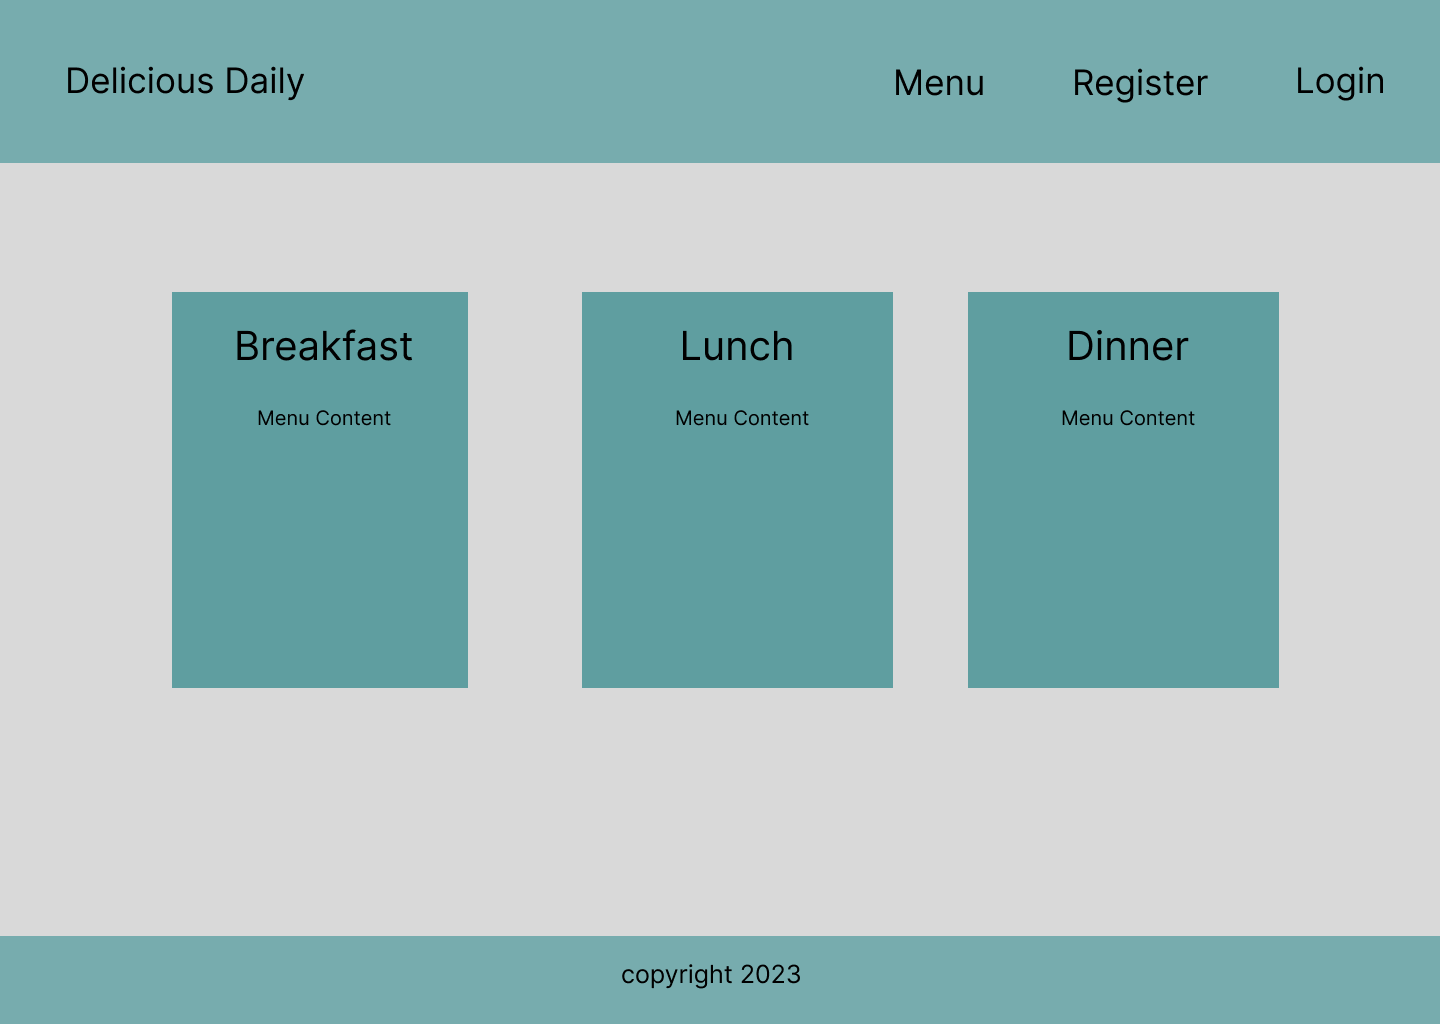 Delicious Daily
Menu
Register
Login
Breakfast
Menu Content
Lunch
Menu Content
Dinner
Menu Content
copyright 2023